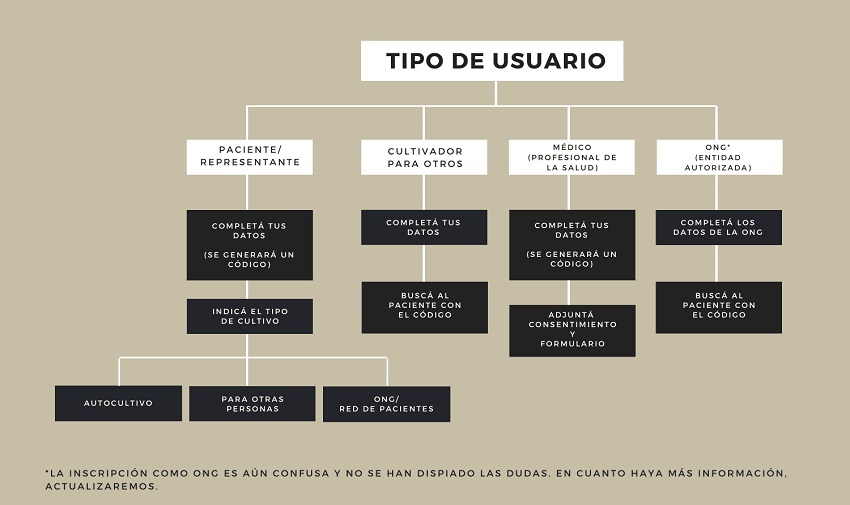 TIPO DE USUARIO
PACIENTE/
REPRESENTANTE
CULTIVADOR
PARA OTROS
MÉDICO
(PROFESIONAL DE
LA SALUD)
ONG*
(ENTIDAD
AUTORIZADA)
COMPLETÁ TUS
DATOS
(SE GENERARÁ UN
CÓDIGO)
COMPLETÁ TUS
DATOS
COMPLETÁ TUS
DATOS
(SE GENERARÁ UN
CÓDIGO)
COMPLETÁ LOS
DATOS DE LA ONG
INDICÁ EL TIPO
DE CULTIVO
BUSCÁ AL
PACIENTE CON
EL CÓDIGO
ADJUNTÁ
CONSENTIMIENTO
Y
FORMULARIO
BUSCÁ AL
PACIENTE CON
EL CÓDIGO
AUTOCULTIVO
PARA OTRAS
PERSONAS
ONG/
RED DE PACIENTES
*LA INSCRIPCIÓN COMO ONG ES AÚN CONFUSA Y NO SE HAN DISPIADO LAS DUDAS. EN CUANTO HAYA MÁS INFORMACIÓN,
ACTUALIZAREMOS.